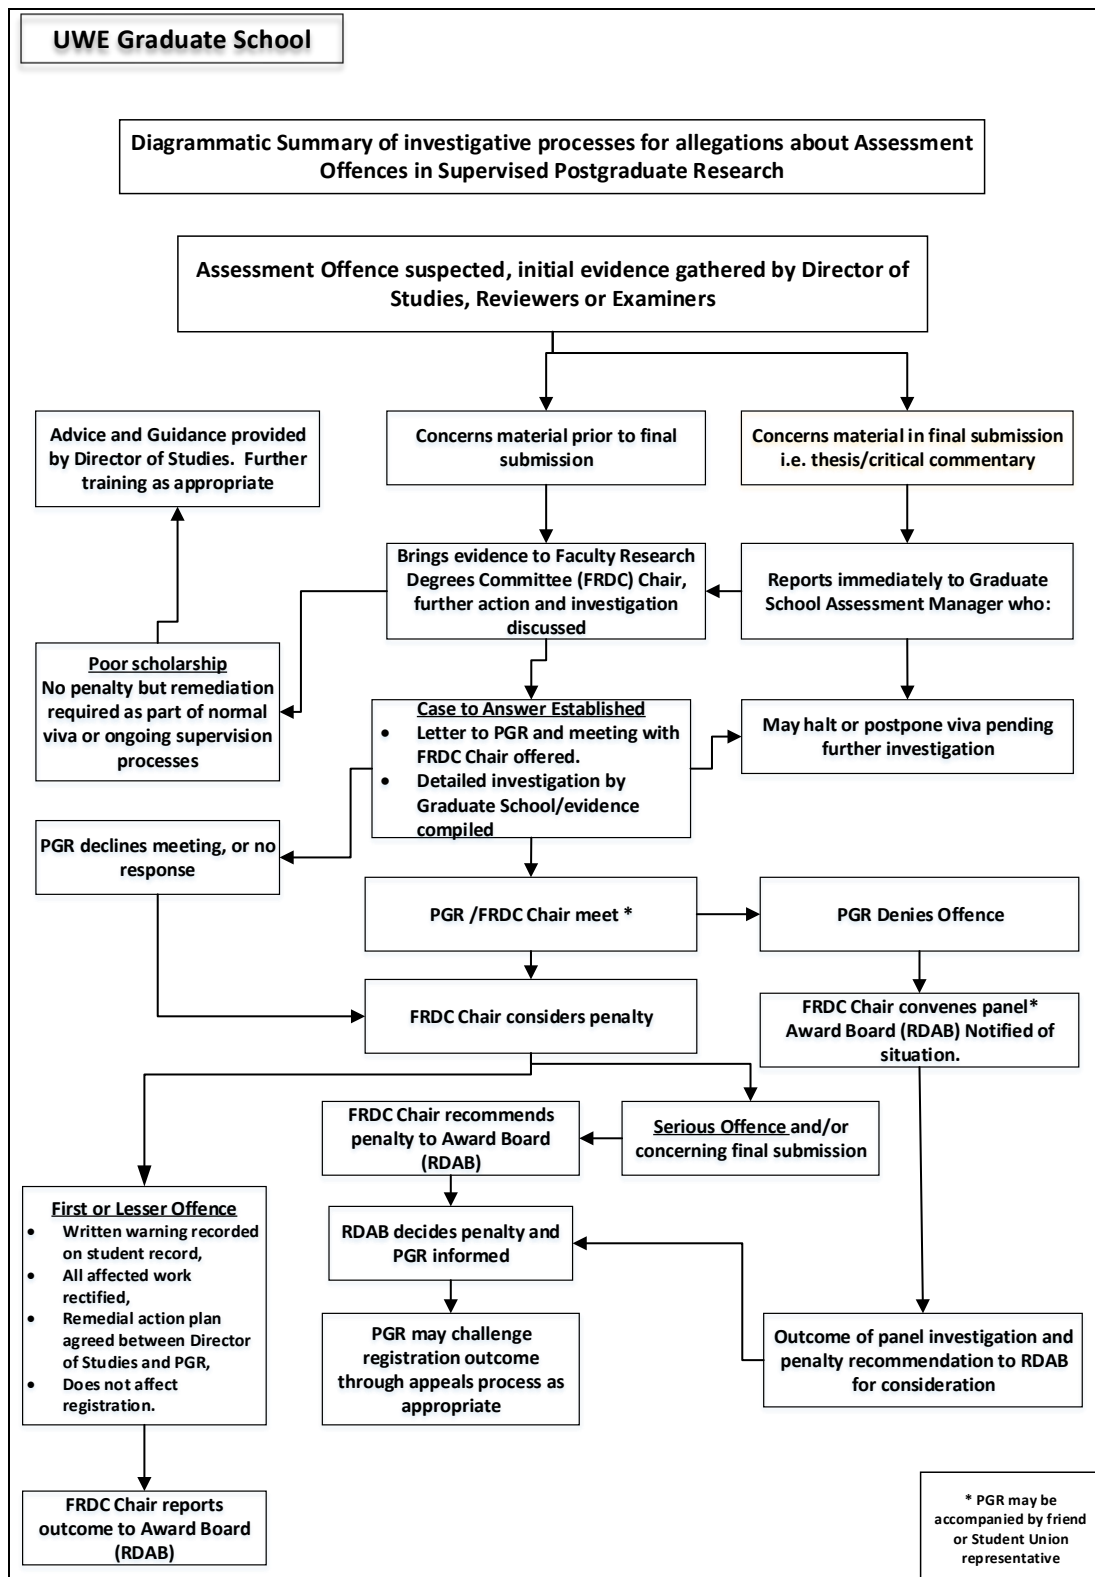 UWE Graduate School
Diagrammatic Summary of investigative processes for allegations about Assessment
Offences in Supervised Postgraduate Research
Assessment Offence suspected, initial evidence gathered by Director of
Studies, Reviewers or Examiners
Advice and Guidance provided
by Director of Studies.  Further
training as appropriate
Concerns material prior to final
submission
Concerns material in final submission
i.e. thesis/critical commentary
Brings evidence to Faculty Research
Degrees Committee (FRDC) Chair,
further action and investigation
discussed
Reports immediately to Graduate
School Assessment Manager who:
Poor scholarship
No penalty but remediation
required as part of normal
viva or ongoing supervision
processes
Case to Answer Established
• Letter to PGR and meeting with
FRDC Chair offered.
• Detailed investigation by
Graduate School/evidence
compiled
May halt or postpone viva pending
further investigation
PGR declines meeting, or no
response
PGR /FRDC Chair meet *
PGR Denies Offence
FRDC Chair considers penalty
FRDC Chair convenes panel*
Award Board (RDAB) Notified of
situation.
FRDC Chair recommends
penalty to Award Board
(RDAB)
Serious Offence and/or
concerning final submission
First or Lesser Offence
• Written warning recorded
on student record,
• All affected work
rectified,
• Remedial action plan
agreed between Director
of Studies and PGR,
• Does not affect
registration.
RDAB decides penalty and
PGR informed
PGR may challenge
registration outcome
through appeals process as
appropriate
Outcome of panel investigation and
penalty recommendation to RDAB
for consideration
FRDC Chair reports
outcome to Award Board
(RDAB)
* PGR may be
accompanied by friend
or Student Union
representative